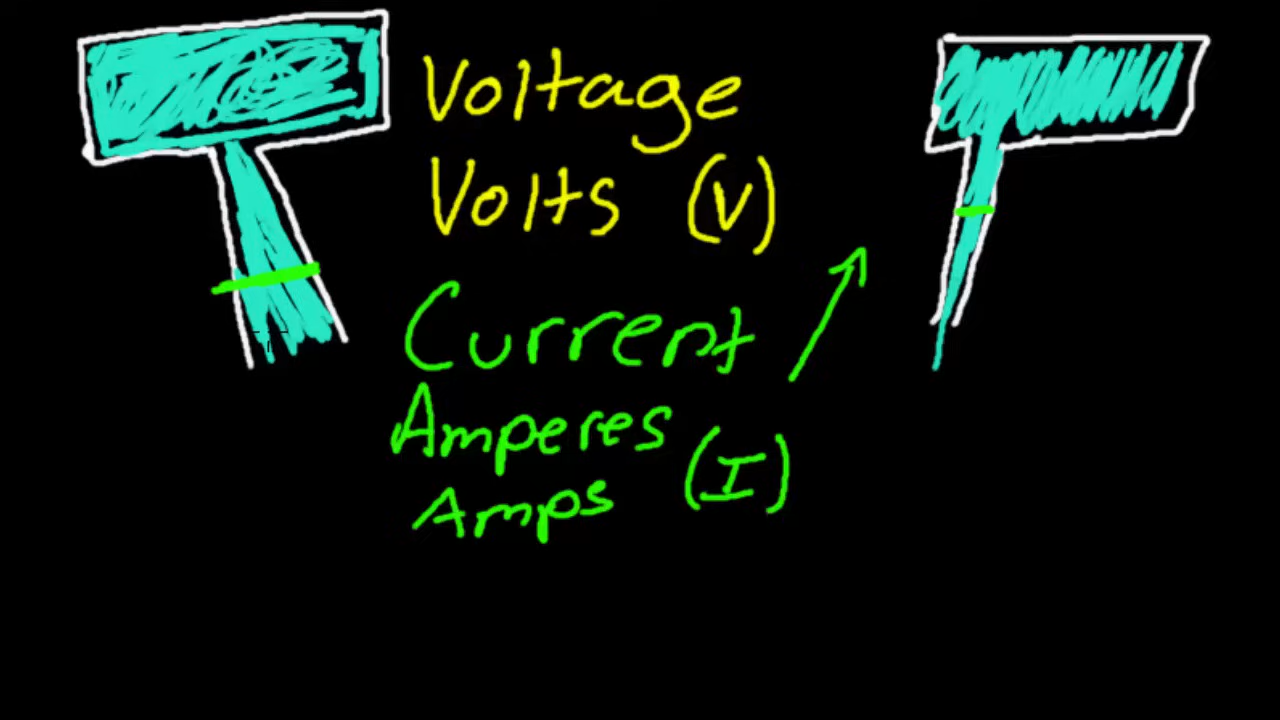 Voltage
Volts (V)
Current
Amperes
Amps (I)